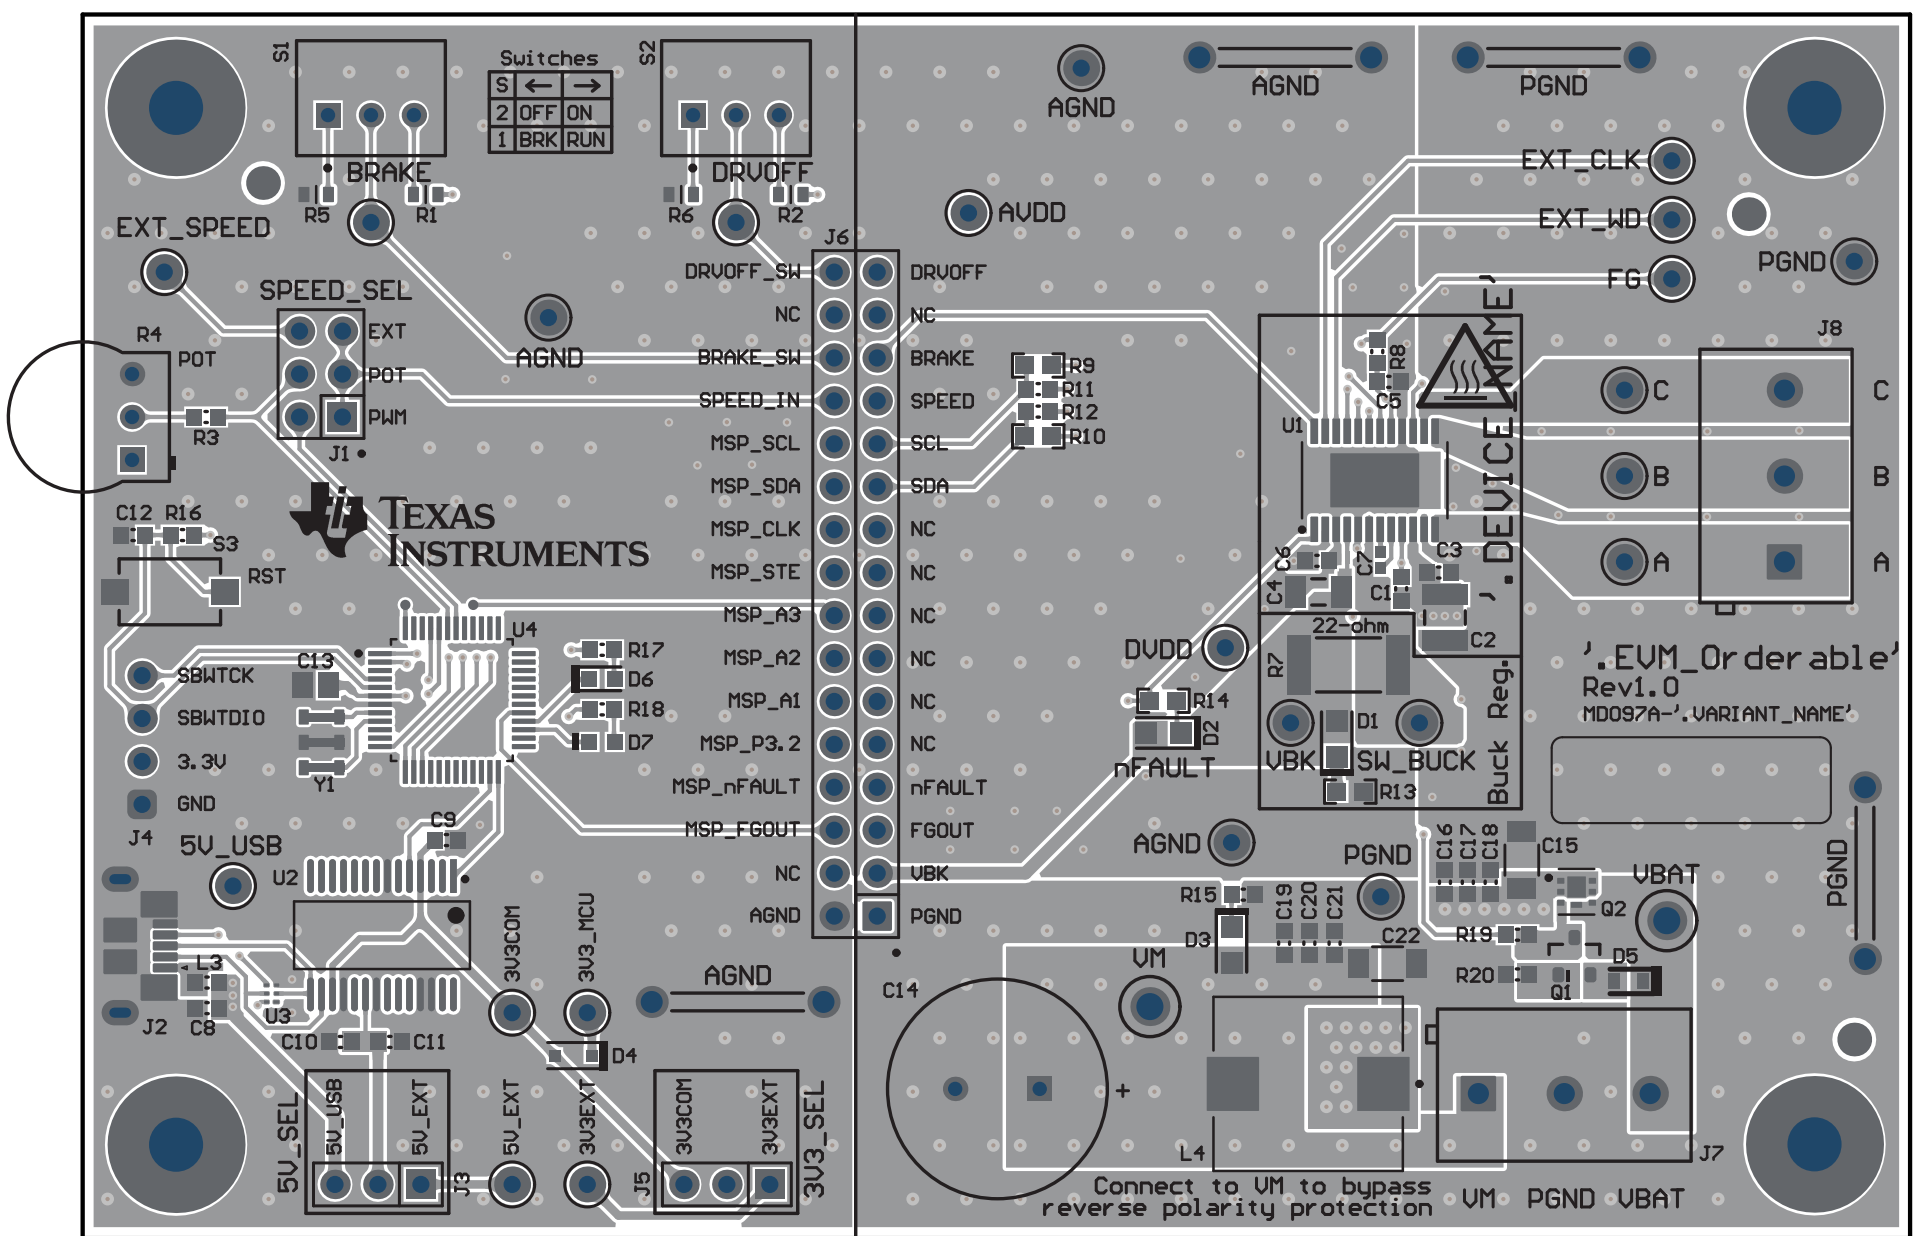 S1
BRAKE
R5
R1
Switches
S ← →
2 OFF ON
1 BRK RUN
S2
DRVOFF
R6
R2
AGND
AGND
PGND
EXT_CLK
EXT_WD
FG
PGND
AVDD
EXT_SPEED
SPEED_SEL
EXT
POT
PWM
J1
R4
POT
R3
AGND
J6
DRVOFF_SW DRVOFF
NC NC
BRAKE_SW BRAKE
SPEED_IN SPEED
MSP_SCL SCL
MSP_SDA SDA
MSP_CLK NC
MSP_STE NC
MSP_A3 NC
MSP_A2 NC
MSP_A1 NC
MSP_P3.2 NC
MSP_nFAULT nFAULT
MSP_FGOUT FGOUT
NC VBK
AGND PGND
R9
R11
R12
R10
U1
R8
C5
'.DEVICE_NAME'
J8
C C
B B
A A
C6
C7
C3
C4
C1
C2
22-ohm
R7
D1
VBK
SW_BUCK
R13
Buck Reg.
DVDD
R14
D2
nFAULT
'.EVM_Orderable'
Rev1.0
MD097A-'.VARIANT_NAME'
TEXAS
INSTRUMENTS
C12
R16
S3
RST
U4
C13
SBWTCK
SBWTDIO
3.3V
GND
J4
Y1
R17
D6
R18
D7
C9
5V_USB
U2
L3
J2
C8
U3
C10
C11
5V_SEL
5V_USB
5V_EXT
J3
3V3COM
3V3_MCU
D4
5V_EXT
3V3EXT
AGND
J5
3V3COM
3V3EXT
3V3_SEL
AGND
PGND
R15
D3
C19
C20
C21
C22
VM
C14
+
L4
C16
C17
C18
C15
Q2
VBAT
R19
R20
Q1
D5
PGND
J7
VM PGND VBAT
Connect to VM to bypass
reverse polarity protection